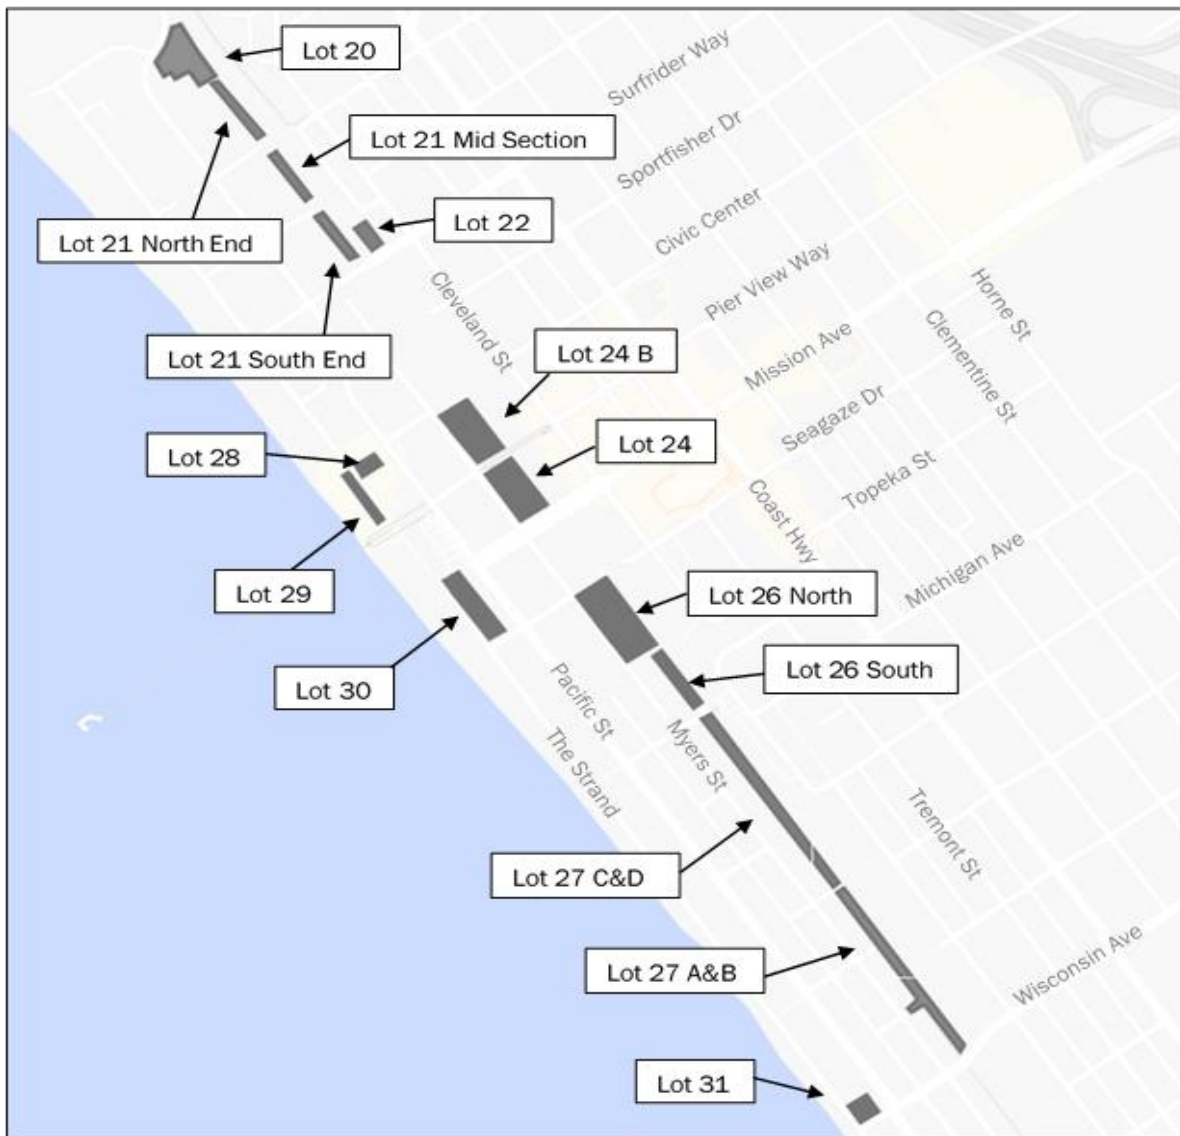 Lot 20
Surfrider Way
Lot 21 Mid Section
Sportfisher Dr
Lot 22
Civic Center
Lot 21 North End
Pier View Way
Horne St
Cleveland St
Mission Ave
Clementine St
Lot 21 South End
Lot 24 B
Seagaze Dr
Lot 28
Lot 24
Topeka St
Coast Hwy
Michigan Ave
Lot 29
Lot 26 North
Lot 30
Lot 26 South
Pacific St
Myers St
The Strand
Tremont St
Lot 27 C&D
Lot 27 A&B
Wisconsin Ave
Lot 31